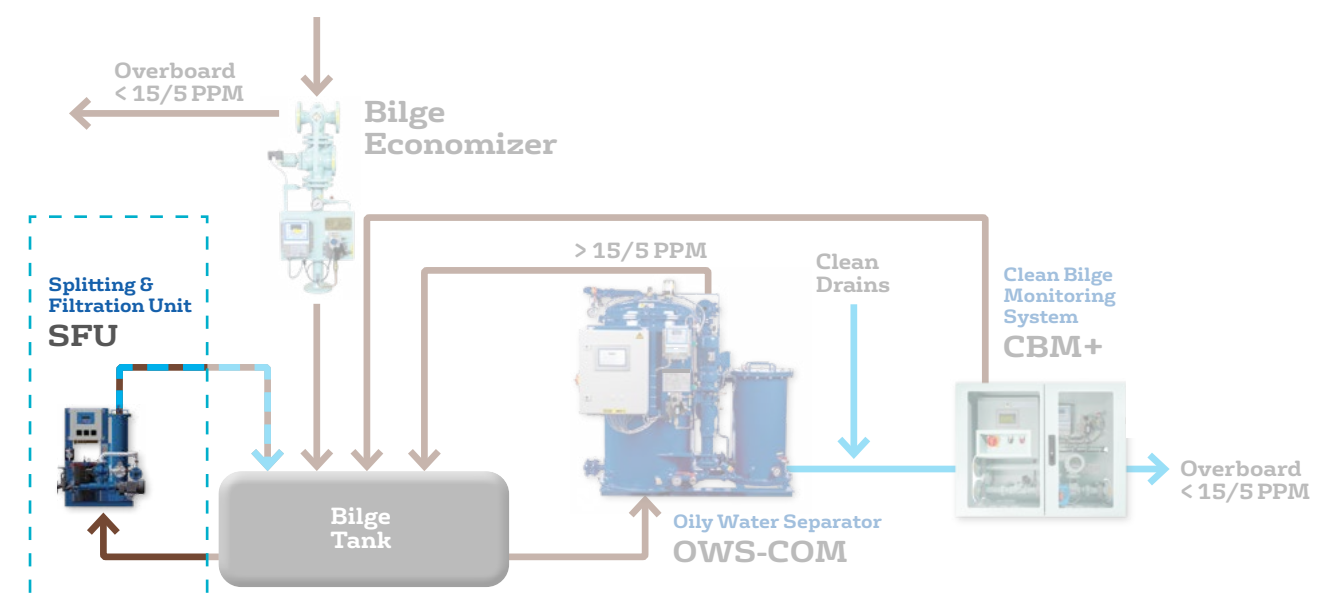 Overboard
< 15/5 PPM
Bilge
Economizer
> 15/5 PPM
Clean
Drains
Splitting &
Filtration Unit
SFU
Clean Bilge
Monitoring
System
CBM+
Overboard
< 15/5 PPM
Bilge
Tank
Oily Water Separator
OWS-COM